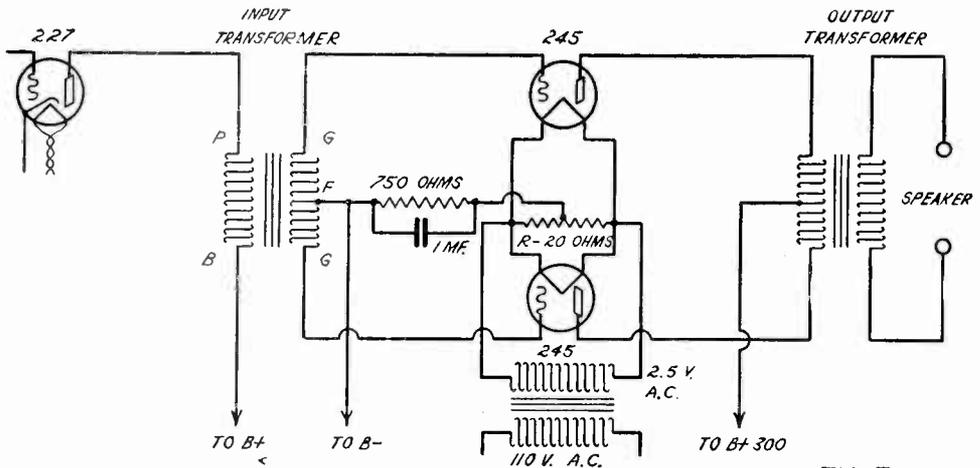 INPUT
TRANSFORMER
227
245
OUTPUT
TRANSFORMER
P
G
F
750 OHMS
1 MF.
R-20 OHMS
SPEAKER
B
G
245
2.5 V.
A.C.
TO B+
TO B-
TO B+ 300
110 V. A.C.